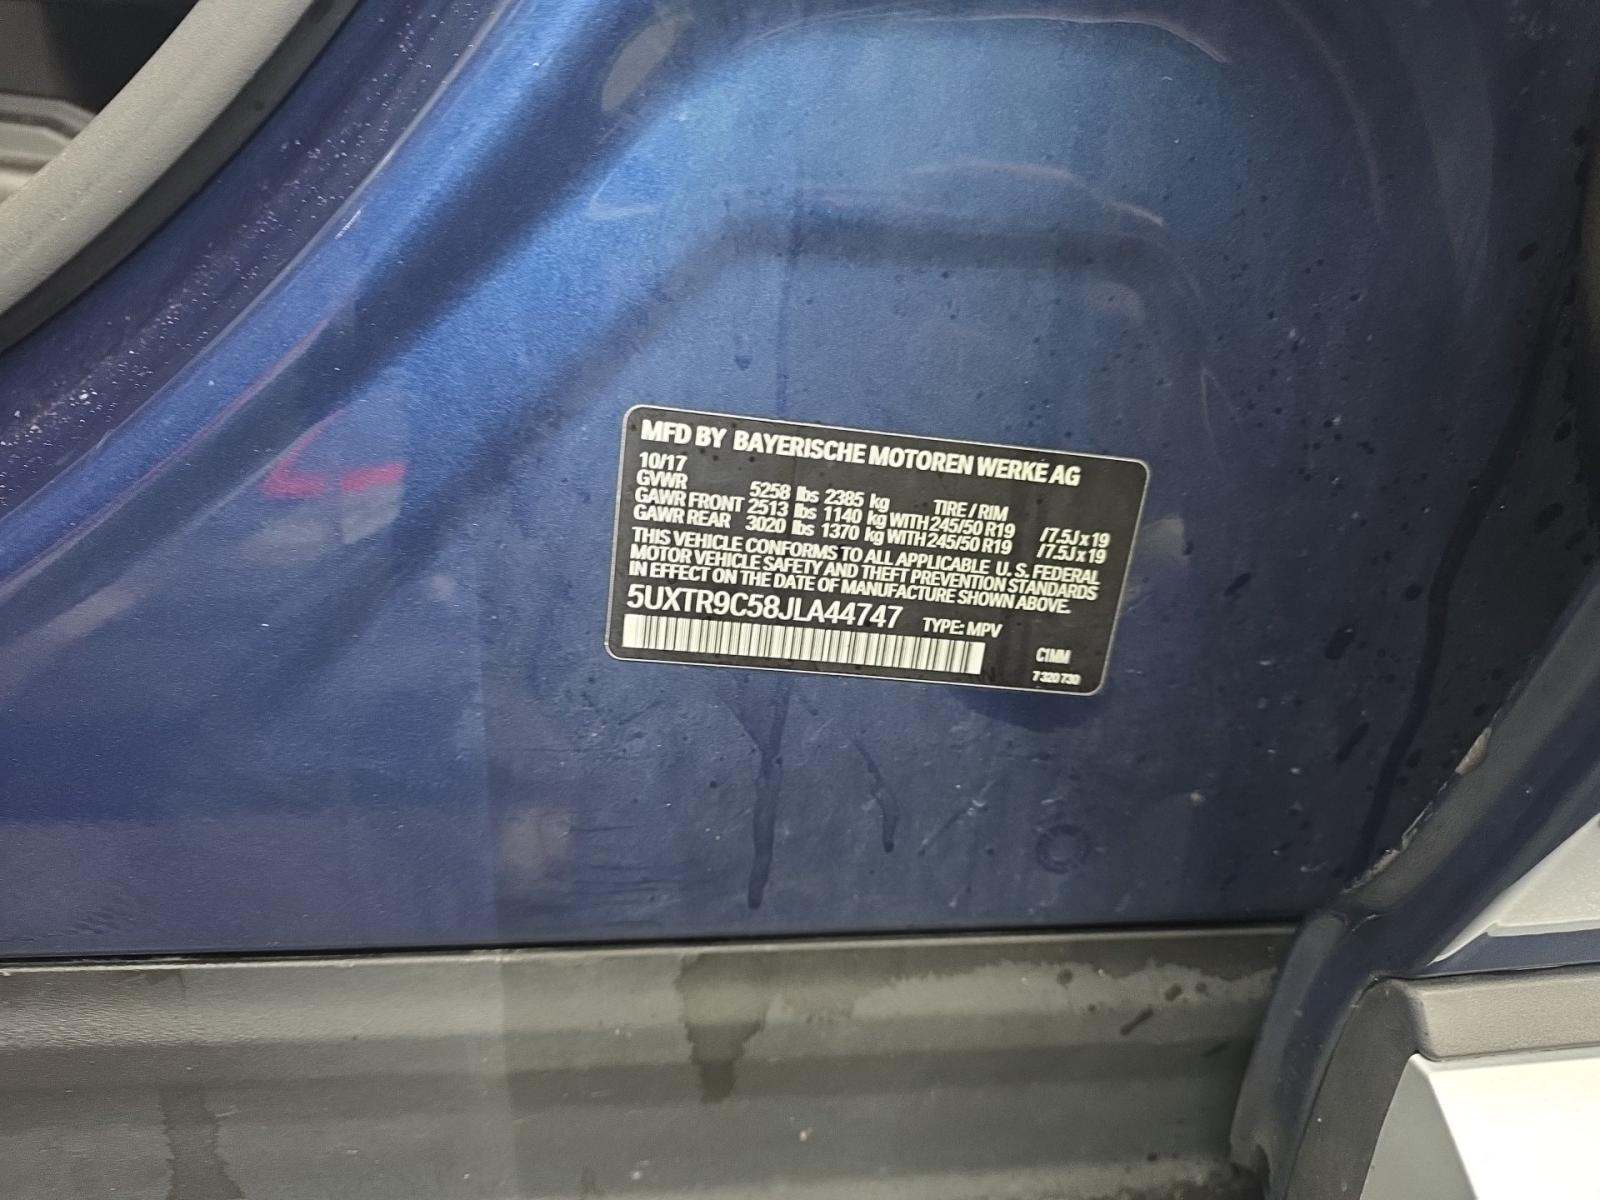 MFD BY BAYERISCHE MOTOREN WERKE AG
10/17
GVWR 5258 lbs 2385 kg TIRE / RIM
GAWR FRONT 2513 lbs 1140 kg WITH 245/50 R19 /7.5J x 19
GAWR REAR 3020 lbs 1370 kg WITH 245/50 R19 /7.5J x 19
THIS VEHICLE CONFORMS TO ALL APPLICABLE U. S. FEDERAL
MOTOR VEHICLE SAFETY AND THEFT PREVENTION STANDARDS
IN EFFECT ON THE DATE OF MANUFACTURE SHOWN ABOVE.
5UXTR9C58JLA44747 TYPE: MPV
C1MM
7 320 730